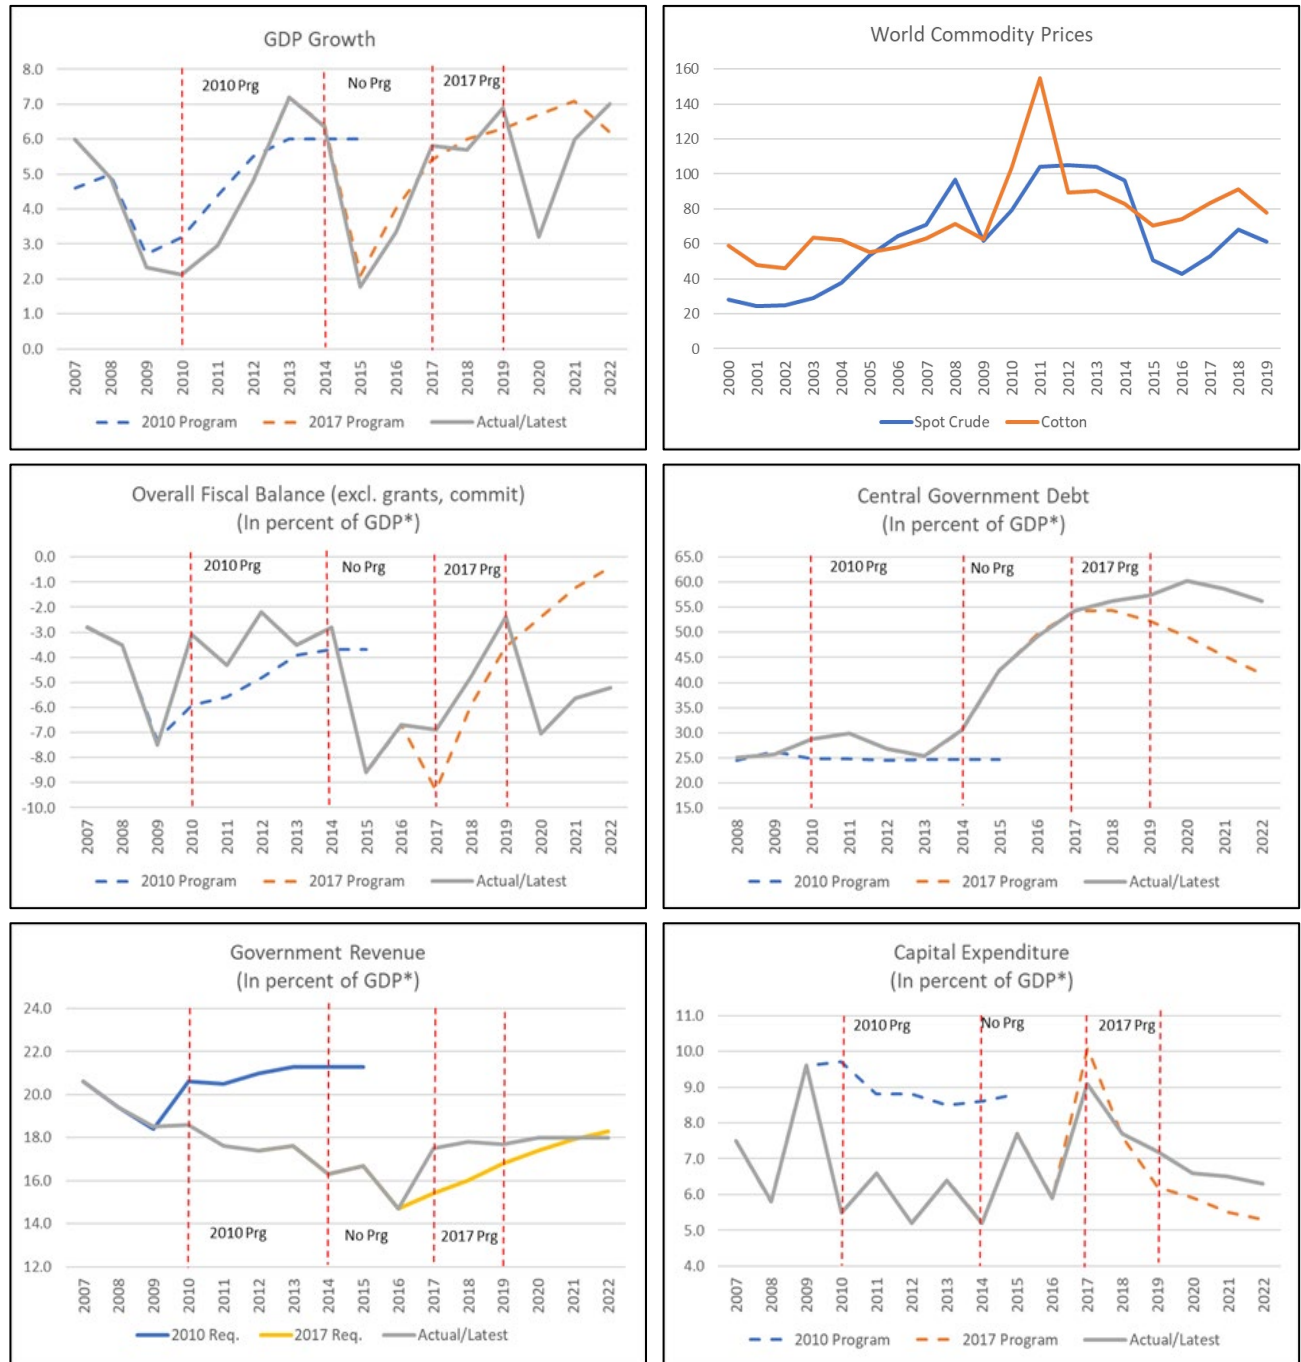 GDP Growth
8.0
7.0
6.0
5.0
4.0
3.0
2.0
1.0
0.0
2010 Prg
No Prg
2017 Prg
2007 2008 2009 2010 2011 2012 2013 2014 2015 2016 2017 2018 2019 2020 2021 2022
2010 Program 2017 Program Actual/Latest
World Commodity Prices
160
140
120
100
80
60
40
20
0
2000 2001 2002 2003 2004 2005 2006 2007 2008 2009 2010 2011 2012 2013 2014 2015 2016 2017 2018 2019
Spot Crude Cotton
Overall Fiscal Balance (excl. grants, commit)
(In percent of GDP*)
0.0
-1.0
-2.0
-3.0
-4.0
-5.0
-6.0
-7.0
-8.0
-9.0
-10.0
2010 Prg
No Prg
2017 Prg
2007 2008 2009 2010 2011 2012 2013 2014 2015 2016 2017 2018 2019 2020 2021 2022
2010 Program 2017 Program Actual/Latest
Central Government Debt
(In percent of GDP*)
65.0
60.0
55.0
50.0
45.0
40.0
35.0
30.0
25.0
20.0
15.0
2010 Prg
No Prg
2017 Prg
2008 2009 2010 2011 2012 2013 2014 2015 2016 2017 2018 2019 2020 2021 2022
2010 Program 2017 Program Actual/Latest
Government Revenue
(In percent of GDP*)
24.0
22.0
20.0
18.0
16.0
14.0
12.0
2010 Prg
No Prg
2017 Prg
2007 2008 2009 2010 2011 2012 2013 2014 2015 2016 2017 2018 2019 2020 2021 2022
2010 Req. 2017 Req. Actual/Latest
Capital Expenditure
(In percent of GDP*)
11.0
10.0
9.0
8.0
7.0
6.0
5.0
4.0
2010 Prg
No Prg
2017 Prg
2007 2008 2009 2010 2011 2012 2013 2014 2015 2016 2017 2018 2019 2020 2021 2022
2010 Program 2017 Program Actual/Latest